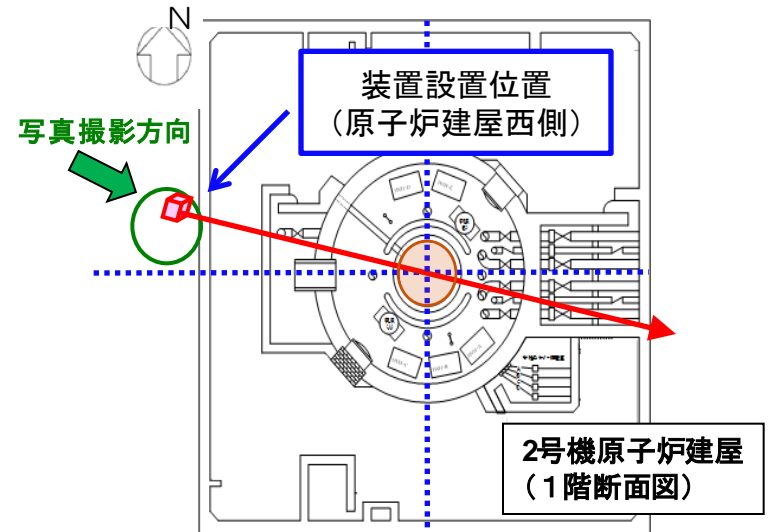 N
装置設置位置
（原子炉建屋西側）
写真撮影方向
2号機原子炉建屋
（１階断面図）